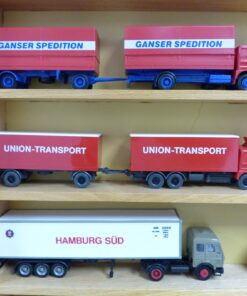 GANSER SPEDITION
GANSER SPEDITION
UNION-TRANSPORT
UNION-TRANSPORT
HAMBURG SÜD